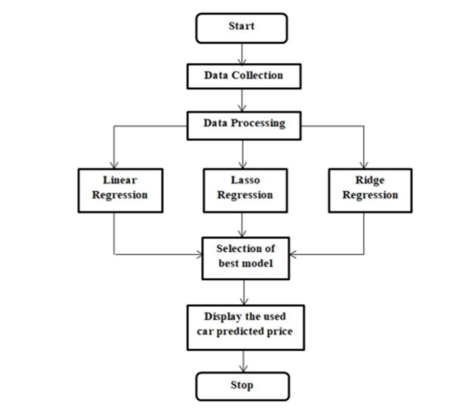 Start
Data Collection
Data Processing
Linear
Regression
Lasso
Regression
Ridge
Regression
Selection of
best model
Display the used
car predicted price
Stop